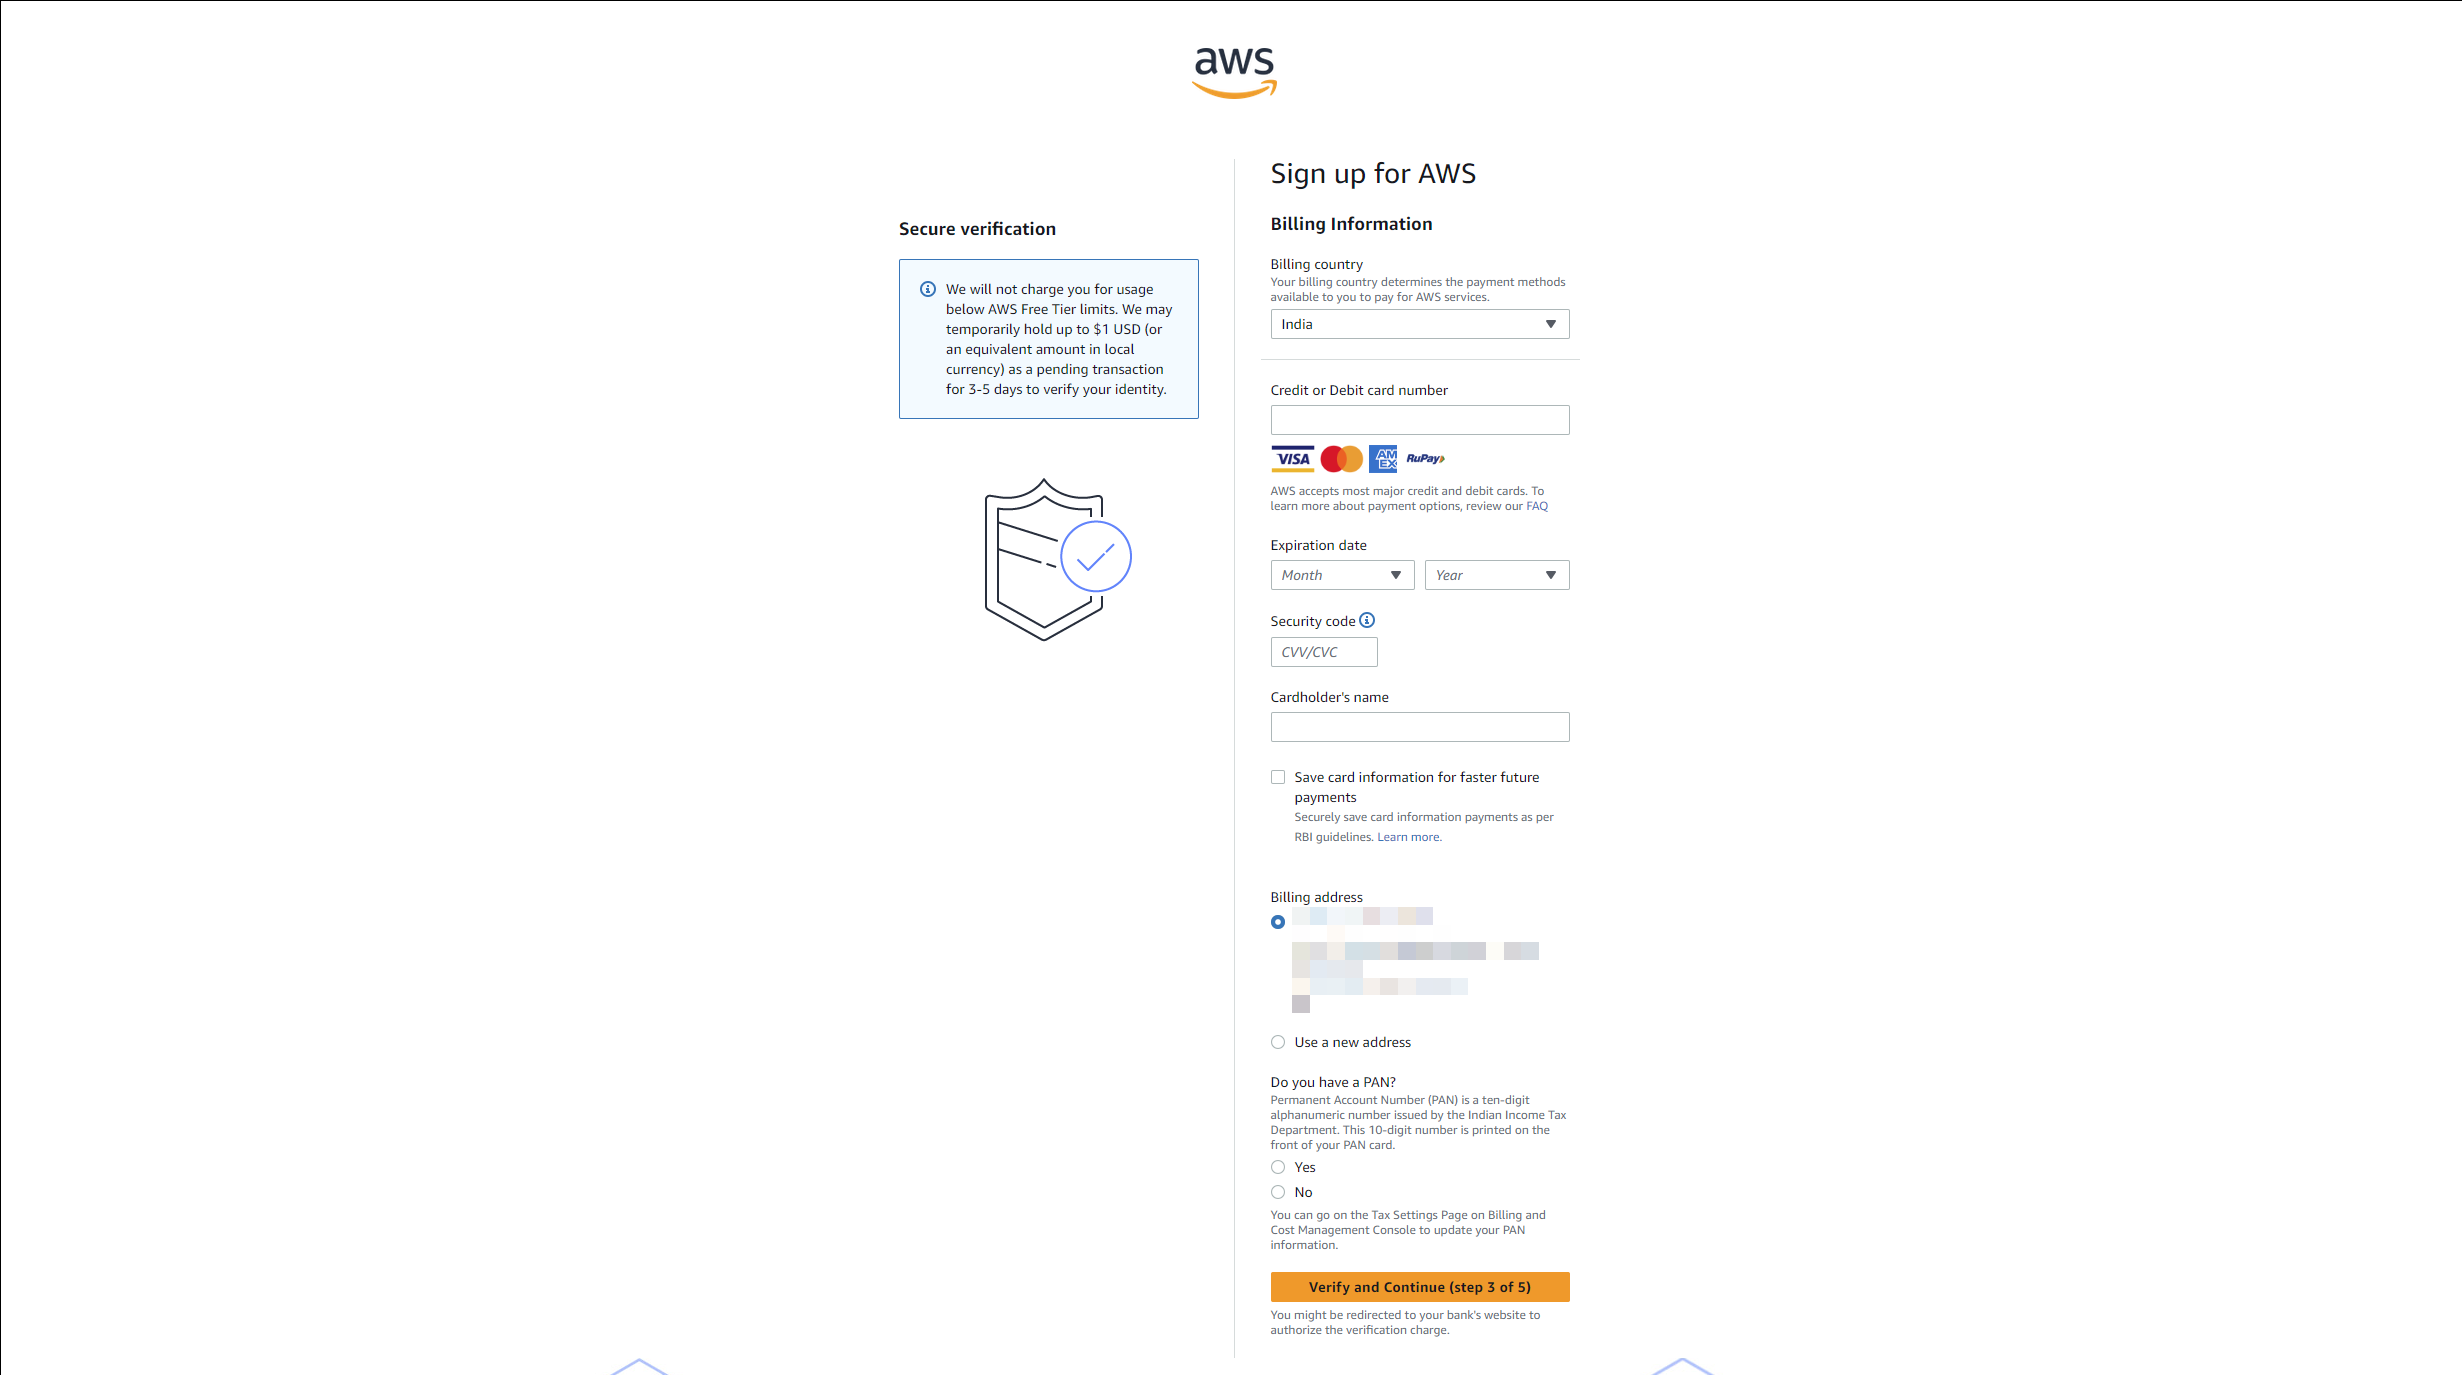 aws
Secure verification
We will not charge you for usage
below AWS Free Tier limits. We may
temporarily hold up to $1 USD (or
an equivalent amount in local
currency) as a pending transaction
for 3-5 days to verify your identity.
Sign up for AWS
Billing Information
Billing country
Your billing country determines the payment methods
available to you to pay for AWS services.
India
Credit or Debit card number
VISA AMEX RuPay
AWS accepts most major credit and debit cards. To
learn more about payment options, review our FAQ
Expiration date
Month Year
Security code
CVV/CVC
Cardholder's name
Save card information for faster future
payments
Securely save card information payments as per
RBI guidelines. Learn more.
Billing address
Use a new address
Do you have a PAN?
Permanent Account Number (PAN) is a ten-digit
alphanumeric number issued by the Indian Income Tax
Department. This 10-digit number is printed on the
front of your PAN card.
Yes
No
You can go on the Tax Settings Page on Billing and
Cost Management Console to update your PAN
information.
Verify and Continue (step 3 of 5)
You might be redirected to your bank's website to
authorize the verification charge.